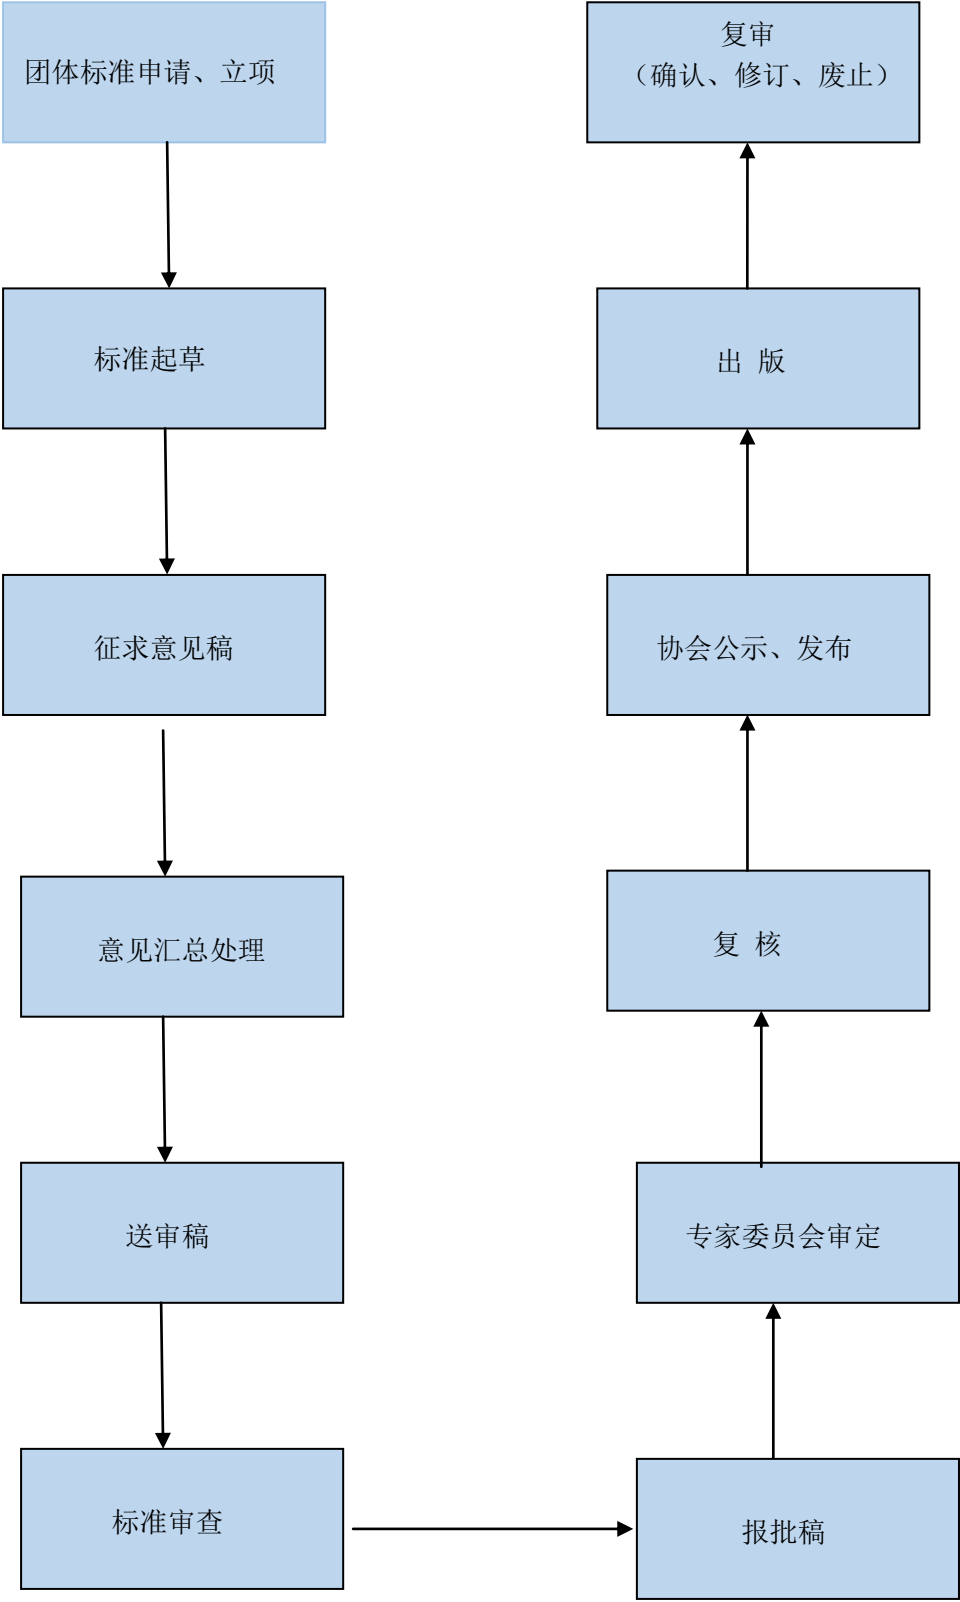 团体标准申请、立项
标准起草
征求意见稿
意见汇总处理
送审稿
标准审查
报批稿
专家委员会审定
复 核
协会公示、发布
出 版
复审
（确认、修订、废止）